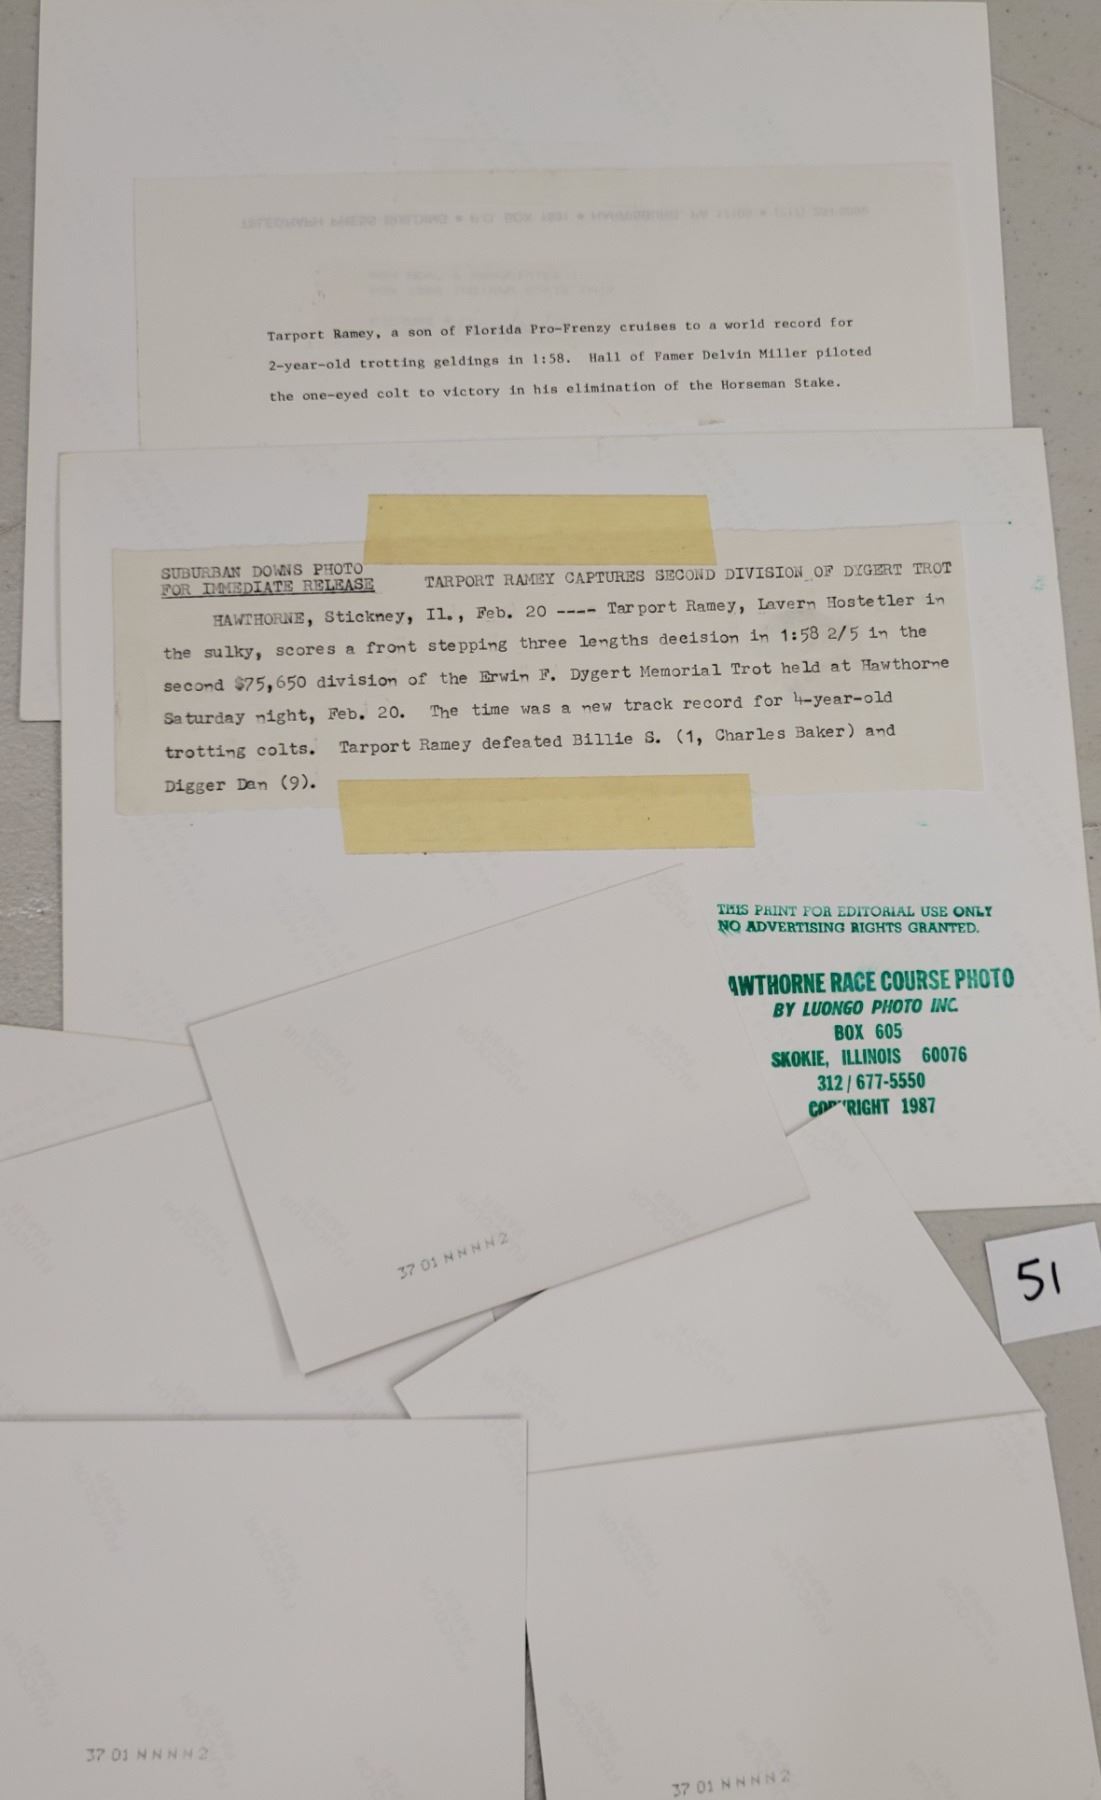 Tarport Ramey, a son of Florida Pro-Frenzy cruises to a world record for
2-year-old trotting geldings in 1:58. Hall of Famer Delvin Miller piloted
the one-eyed colt to victory in his elimination of the Horseman Stake.
SUBURBAN DOWNS PHOTO
FOR IMMEDIATE RELEASE TARPORT RAMEY CAPTURES SECOND DIVISION OF DYGERT TROT
HAWTHORNE, Stickney, Il., Feb. 20 ---- Tarport Ramey, Lavern Hostetler in
the sulky, scores a front stepping three lengths decision in 1:58 2/5 in the
second $75,650 division of the Erwin F. Dygert Memorial Trot held at Hawthorne
Saturday night, Feb. 20. The time was a new track record for 4-year-old
trotting colts. Tarport Ramey defeated Billie S. (1, Charles Baker) and
Digger Dan (9).
THIS PRINT FOR EDITORIAL USE ONLY
NO ADVERTISING RIGHTS GRANTED.
AWTHORNE RACE COURSE PHOTO
BY LUONGO PHOTO INC.
BOX 605
SKOKIE, ILLINOIS 60076
312/677-5550
COPYRIGHT 1987
37 01 NNNN2
51
37 01 NNNN2
37 01 NNNN2